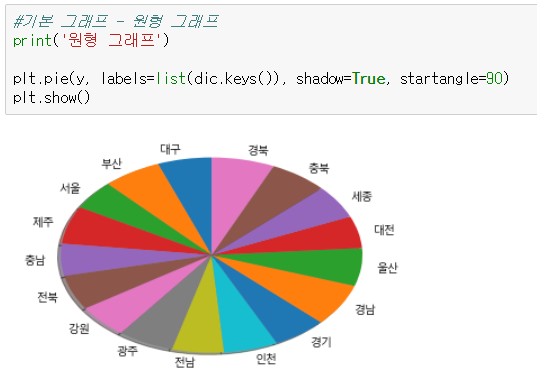 #기본 그래프 - 원형 그래프
print('원형 그래프')
plt.pie(y, labels=list(dic.keys()), shadow=True, startangle=90)
plt.show()
대구
경북
부산
충북
서울
세종
제주
대전
충남
울산
전북
경남
강원
경기
광주
전남
인천